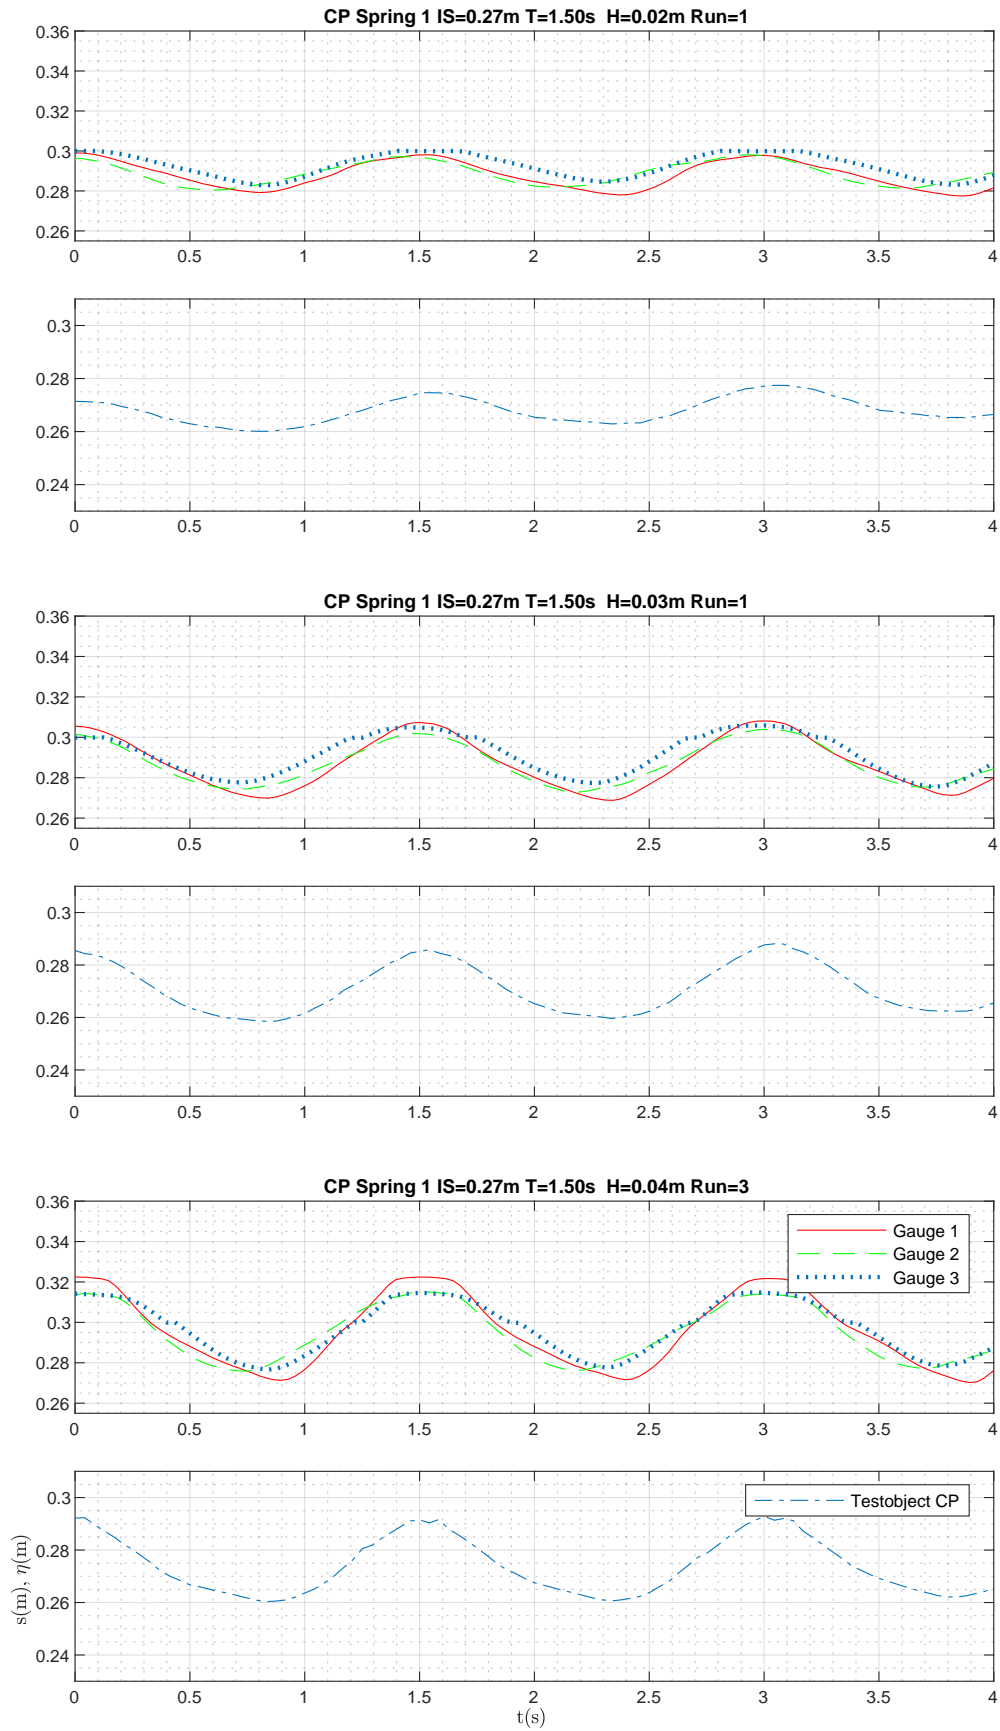 CP Spring 1 IS=0.27m T=1.50s  H=0.02m Run=1
0.36
0.34
0.32
0.3
0.28
0.26
0 0.5 1 1.5 2 2.5 3 3.5 4
0.3
0.28
0.26
0.24
0 0.5 1 1.5 2 2.5 3 3.5 4
CP Spring 1 IS=0.27m T=1.50s  H=0.03m Run=1
0.36
0.34
0.32
0.3
0.28
0.26
0 0.5 1 1.5 2 2.5 3 3.5 4
0.3
0.28
0.26
0.24
0 0.5 1 1.5 2 2.5 3 3.5 4
CP Spring 1 IS=0.27m T=1.50s  H=0.04m Run=3
0.36
0.34
0.32
0.3
0.28
0.26
Gauge 1
Gauge 2
Gauge 3
0 0.5 1 1.5 2 2.5 3 3.5 4
0.3
0.28
0.26
0.24
Testobject CP
s(m), η(m)
0 0.5 1 1.5 2 2.5 3 3.5 4
t(s)